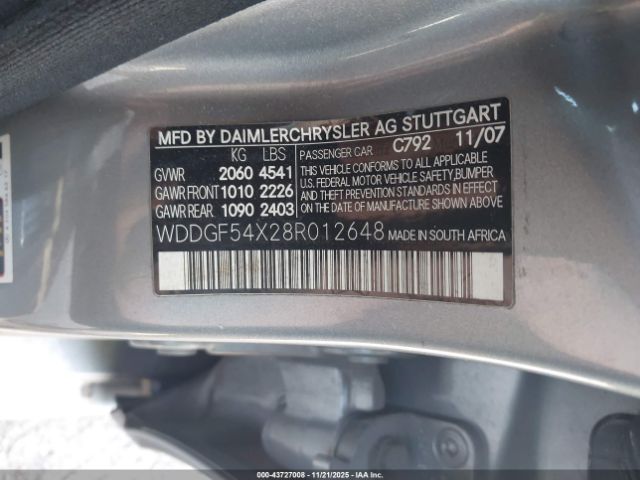 MFD BY DAIMLERCHRYSLER AG STUTTGART
KG LBS PASSENGER CAR C792 11/07
GVWR 2060 4541 THIS VEHICLE CONFORMS TO ALL APPLICABLE
U.S. FEDERAL MOTOR VEHICLE SAFETY,BUMPER
GAWR FRONT 1010 2226 AND THEFT PREVENTION STANDARDS IN EFFECT
GAWR REAR 1090 2403 ON THE DATE OF MANUFACTURE SHOWN ABOVE
WDDGF54X28R012648 MADE IN SOUTH AFRICA
000-43727008 - 11/21/2025 - IAAI.COM